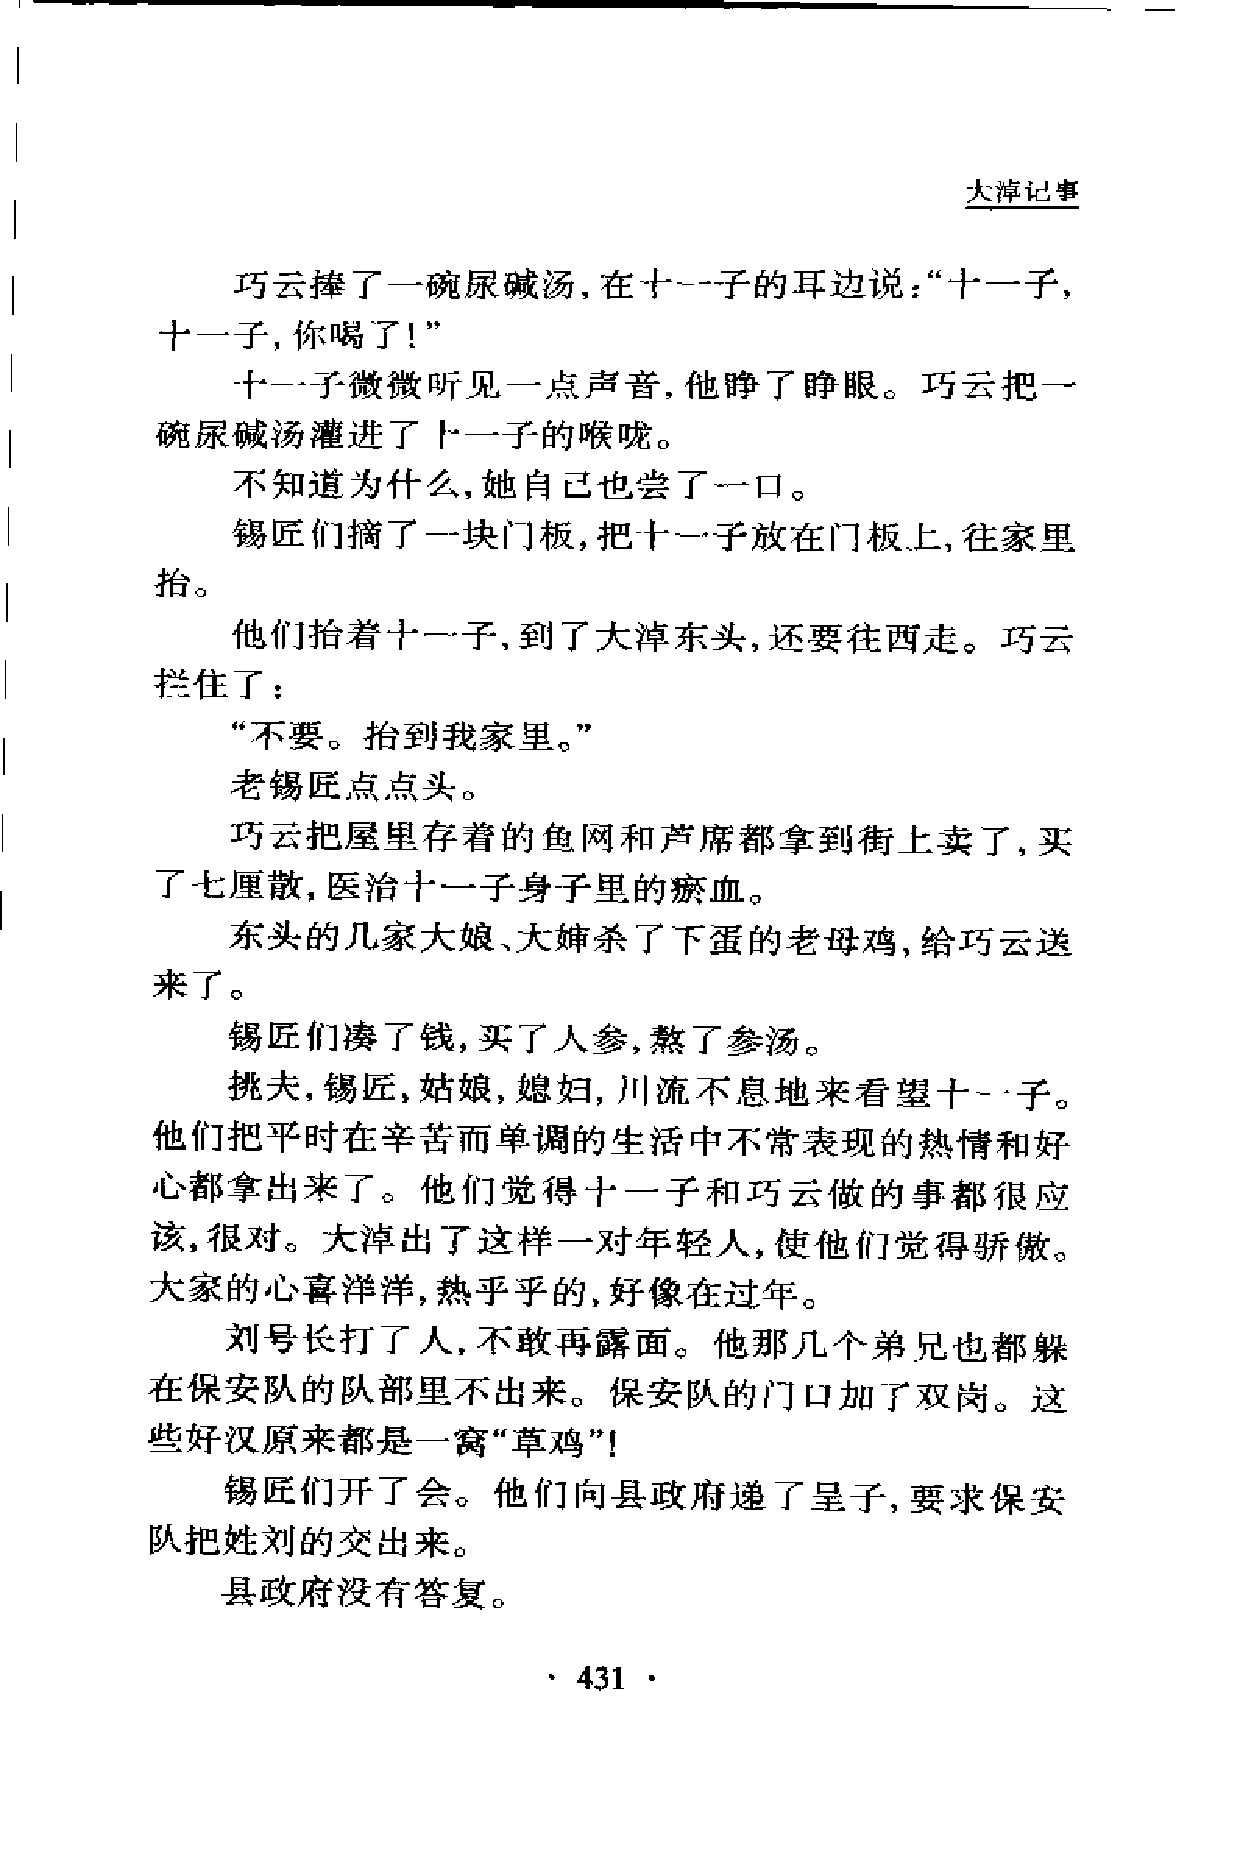 大淖记事
巧云捧了一碗尿碱汤,在十一子的耳边说:“十一子,
十一子,你喝了!”
十一子微微听见一点声音,他睁了睁眼。巧云把一
碗尿碱汤灌进了十一子的喉咙。
不知道为什么,她自己也尝了一口。
锡匠们摘了一块门板,把十一子放在门板上,往家里
抬。
他们抬着十一子,到了大淖东头,还要往西走。巧云
拦住了:
“不要。抬到我家里。”
老锡匠点点头。
巧云把屋里存着的鱼网和芦席都拿到街上卖了,买
了七厘散,医治十一子身子里的瘀血。
东头的几家大娘、大婶杀了下蛋的老母鸡,给巧云送
来了。
锡匠们凑了钱,买了人参,熬了参汤。
挑夫,锡匠,姑娘,媳妇,川流不息地来看望十一子。
他们把平时在辛苦而单调的生活中不常表现的热情和好
心都拿出来了。他们觉得十一子和巧云做的事都很应
该,很对。大淖出了这样一对年轻人,使他们觉得骄傲。
大家的心喜洋洋,热乎乎的,好像在过年。
刘号长打了人,不敢再露面。他那几个弟兄也都躲
在保安队的队部里不出来。保安队的门口加了双岗。这
些好汉原来都是一窝“草鸡”!
锡匠们开了会。他们向县政府递了呈子,要求保安
队把姓刘的交出来。
县政府没有答复。
· 431 ·